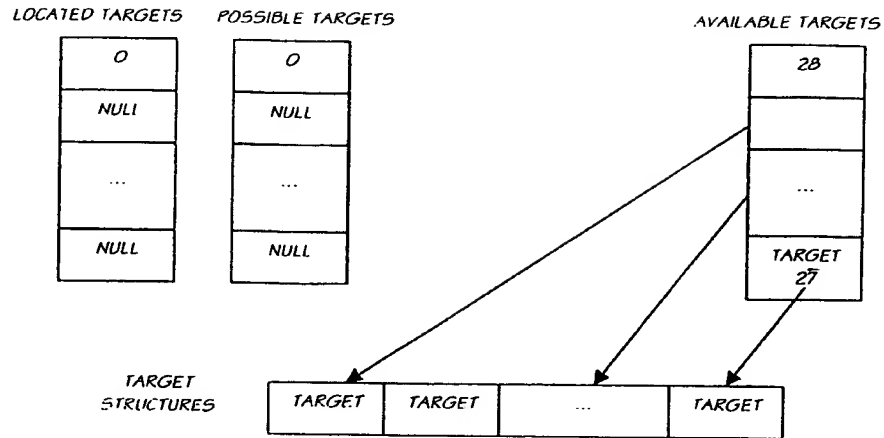 LOCATED TARGETS
POSSIBLE TARGETS
AVAILABLE TARGETS
0
NULL
...
NULL
0
NULL
...
NULL
28
...
TARGET
27
TARGET
STRUCTURES
TARGET
TARGET
...
TARGET